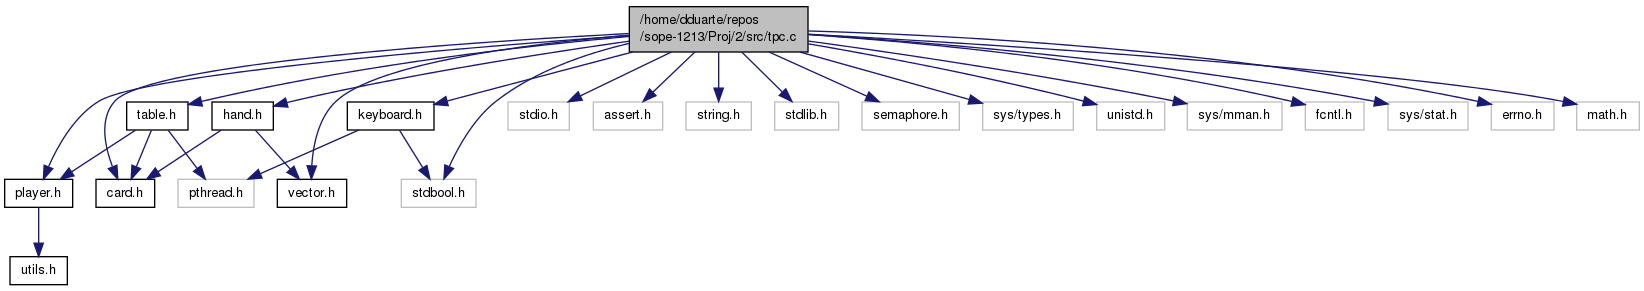 /home/dduarte/repos
/sope-1213/Proj/2/src/tpc.c
table.h
hand.h
keyboard.h
stdio.h
assert.h
string.h
stdlib.h
semaphore.h
sys/types.h
unistd.h
sys/mman.h
fcntl.h
sys/stat.h
errno.h
math.h
player.h
card.h
pthread.h
vector.h
stdbool.h
utils.h